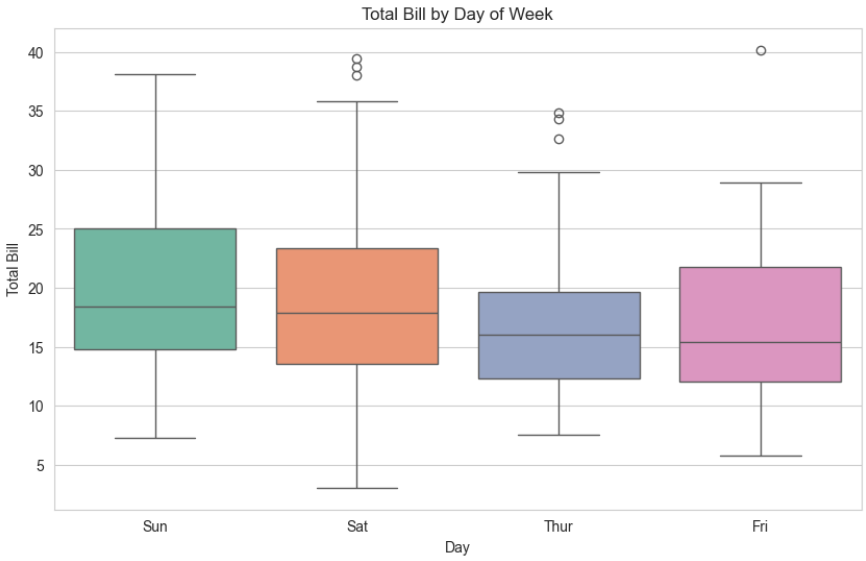 Total Bill by Day of Week
Total Bill
40
35
30
25
20
15
10
5
Sun
Sat
Thur
Fri
Day